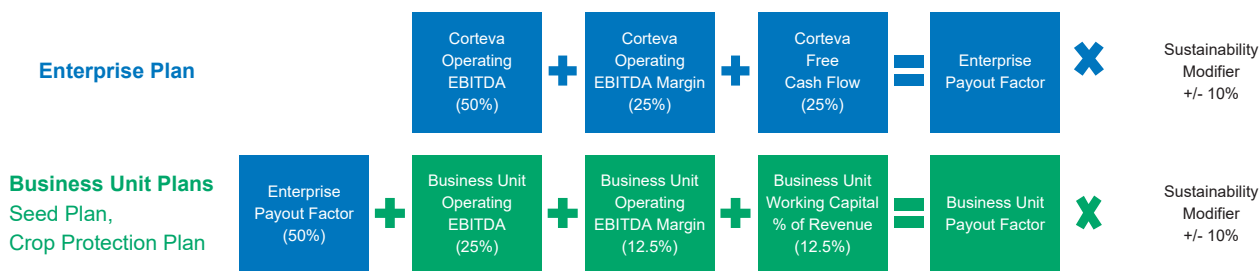 Enterprise Plan
Corteva
Operating
EBITDA
(50%)
Corteva
Operating
EBITDA Margin
(25%)
Corteva
Free
Cash Flow
(25%)
Enterprise
Payout Factor
Sustainability
Modifier
+/- 10%
Business Unit Plans
Seed Plan,
Crop Protection Plan
Enterprise
Payout Factor
(50%)
Business Unit
Operating
EBITDA
(25%)
Business Unit
Operating
EBITDA Margin
(12.5%)
Business Unit
Working Capital
% of Revenue
(12.5%)
Business Unit
Payout Factor
Sustainability
Modifier
+/- 10%